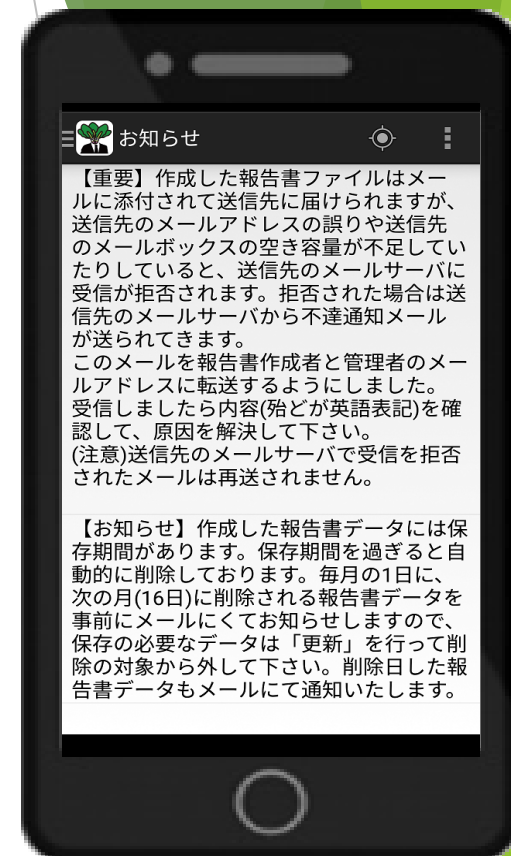 お知らせ
【重要】作成した報告書ファイルはメー
ルに添付されて送信先に届けられますが、
送信先のメールアドレスの誤りや送信先
のメールボックスの空き容量が不足してい
たりしていると、送信先のメールサーバに
受信が拒否されます。拒否された場合は送
信先のメールサーバから不達通知メール
が送られてきます。
このメールを報告書作成者と管理者のメー
ルアドレスに転送するようにしました。
受信しましたら内容(殆どが英語表記)を確
認して、原因を解決して下さい。
(注意)送信先のメールサーバで受信を拒否
されたメールは再送されません。
【お知らせ】作成した報告書データには保
存期間があります。保存期間を過ぎると自
動的に削除しております。毎月の1日に、
次の月(16日)に削除される報告書データを
事前にメールにくてお知らせしますので、
保存の必要なデータは「更新」を行って削
除の対象から外して下さい。削除日した報
告書データもメールにて通知いたします。